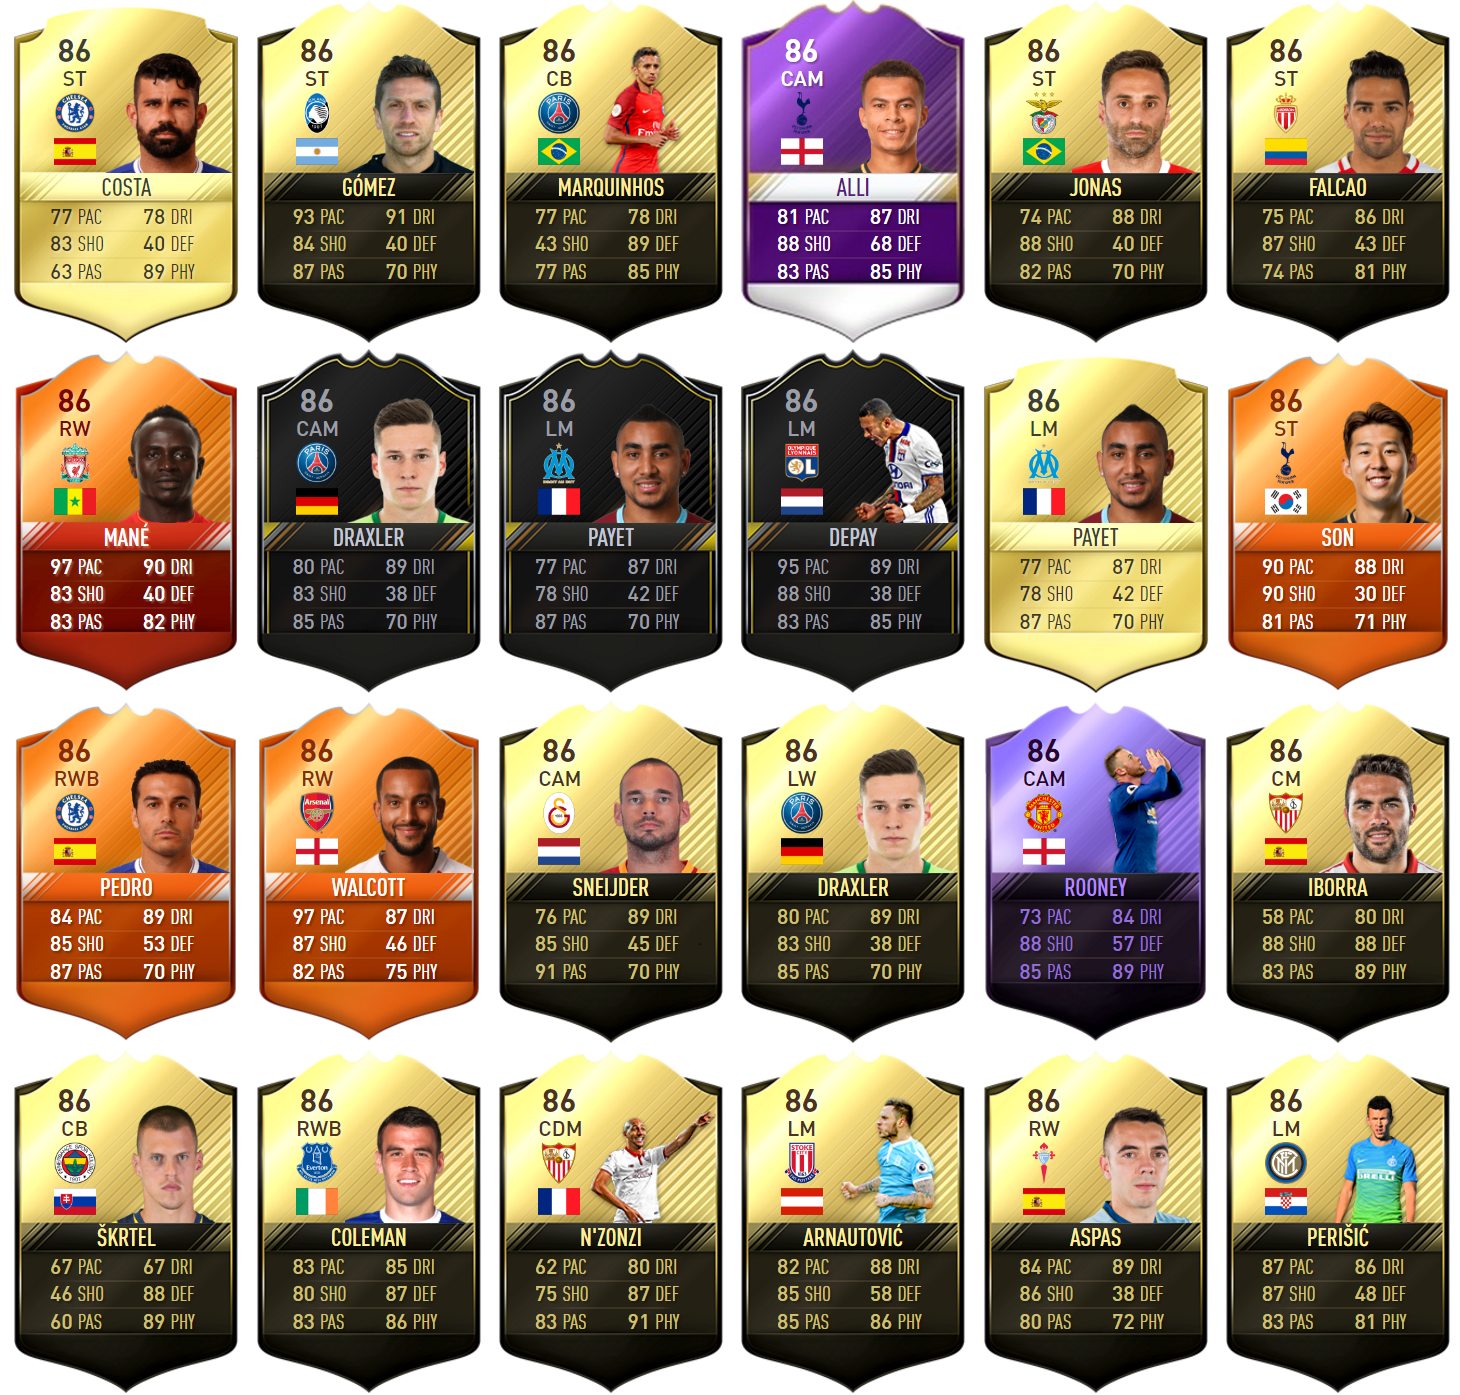 86
ST
COSTA
77 PAC 78 DRI
83 SHO 40 DEF
63 PAS 89 PHY
86
ST
GÓMEZ
93 PAC 91 DRI
84 SHO 40 DEF
87 PAS 70 PHY
86
CB
MARQUINHOS
77 PAC 78 DRI
43 SHO 89 DEF
77 PAS 85 PHY
86
CAM
ALLI
81 PAC 87 DRI
88 SHO 68 DEF
83 PAS 85 PHY
86
ST
JONAS
74 PAC 88 DRI
88 SHO 40 DEF
82 PAS 70 PHY
86
ST
FALCAO
75 PAC 86 DRI
87 SHO 43 DEF
74 PAS 81 PHY
86
RW
MANÉ
97 PAC 90 DRI
83 SHO 40 DEF
83 PAS 82 PHY
86
CAM
DRAXLER
80 PAC 89 DRI
83 SHO 38 DEF
85 PAS 70 PHY
86
LM
PAYET
77 PAC 87 DRI
78 SHO 42 DEF
87 PAS 70 PHY
86
LM
OLYMPIQUE
LYONNAIS
OL
DEPAY
95 PAC 89 DRI
88 SHO 38 DEF
83 PAS 85 PHY
86
LM
PAYET
77 PAC 87 DRI
78 SHO 42 DEF
87 PAS 70 PHY
86
ST
SON
90 PAC 88 DRI
90 SHO 30 DEF
81 PAS 71 PHY
86
RWB
PEDRO
84 PAC 89 DRI
85 SHO 53 DEF
87 PAS 70 PHY
86
RW
Arsenal
WALCOTT
97 PAC 87 DRI
87 SHO 46 DEF
82 PAS 75 PHY
86
CAM
SNEIJDER
76 PAC 89 DRI
85 SHO 45 DEF
91 PAS 70 PHY
86
LW
DRAXLER
80 PAC 89 DRI
83 SHO 38 DEF
85 PAS 70 PHY
86
CAM
ROONEY
73 PAC 84 DRI
88 SHO 57 DEF
85 PAS 89 PHY
86
CM
IBORRA
58 PAC 80 DRI
88 SHO 88 DEF
83 PAS 89 PHY
86
CB
ŠKRTEL
67 PAC 67 DRI
46 SHO 88 DEF
60 PAS 89 PHY
86
RWB
Everton
COLEMAN
83 PAC 85 DRI
80 SHO 87 DEF
83 PAS 86 PHY
86
CDM
N'ZONZI
62 PAC 80 DRI
75 SHO 87 DEF
83 PAS 91 PHY
86
LM
STOKE
CITY
ARNAUTOVIĆ
82 PAC 88 DRI
85 SHO 58 DEF
85 PAS 86 PHY
86
RW
ASPAS
84 PAC 89 DRI
86 SHO 38 DEF
80 PAS 72 PHY
86
LM
PIRELLI
PERIŠIĆ
87 PAC 86 DRI
87 SHO 48 DEF
83 PAS 81 PHY